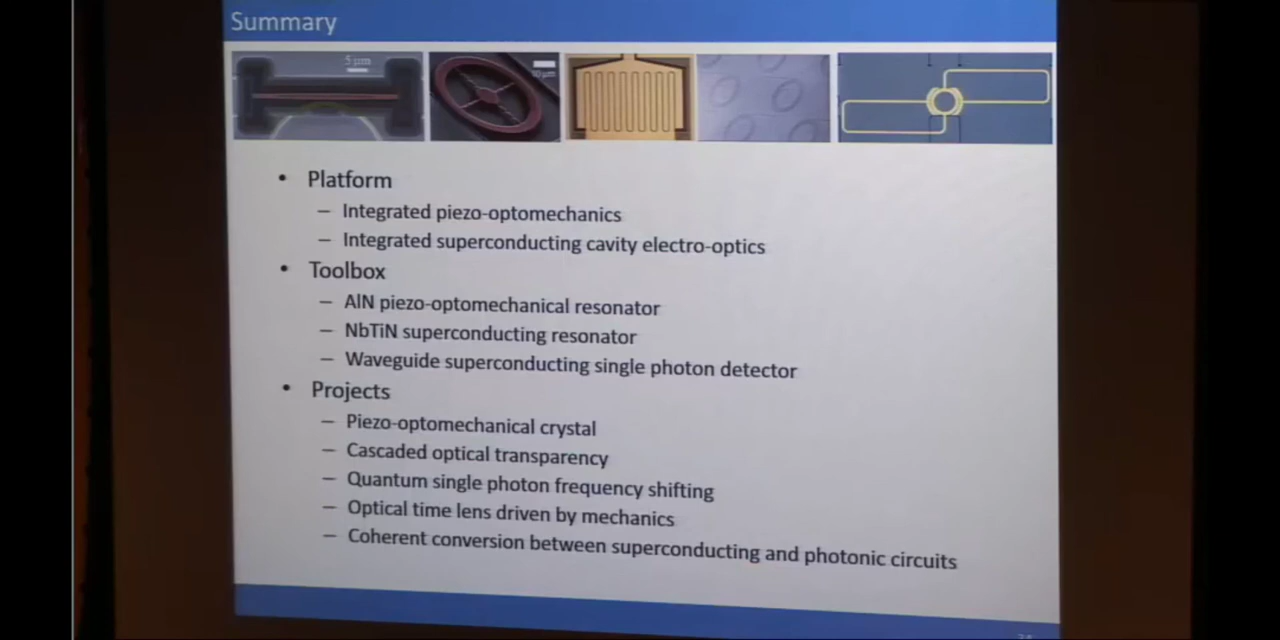 Summary
5 μm
10 μm
• Platform
– Integrated piezo-optomechanics
– Integrated superconducting cavity electro-optics
• Toolbox
– AlN piezo-optomechanical resonator
– NbTiN superconducting resonator
– Waveguide superconducting single photon detector
• Projects
– Piezo-optomechanical crystal
– Cascaded optical transparency
– Quantum single photon frequency shifting
– Optical time lens driven by mechanics
– Coherent conversion between superconducting and photonic circuits